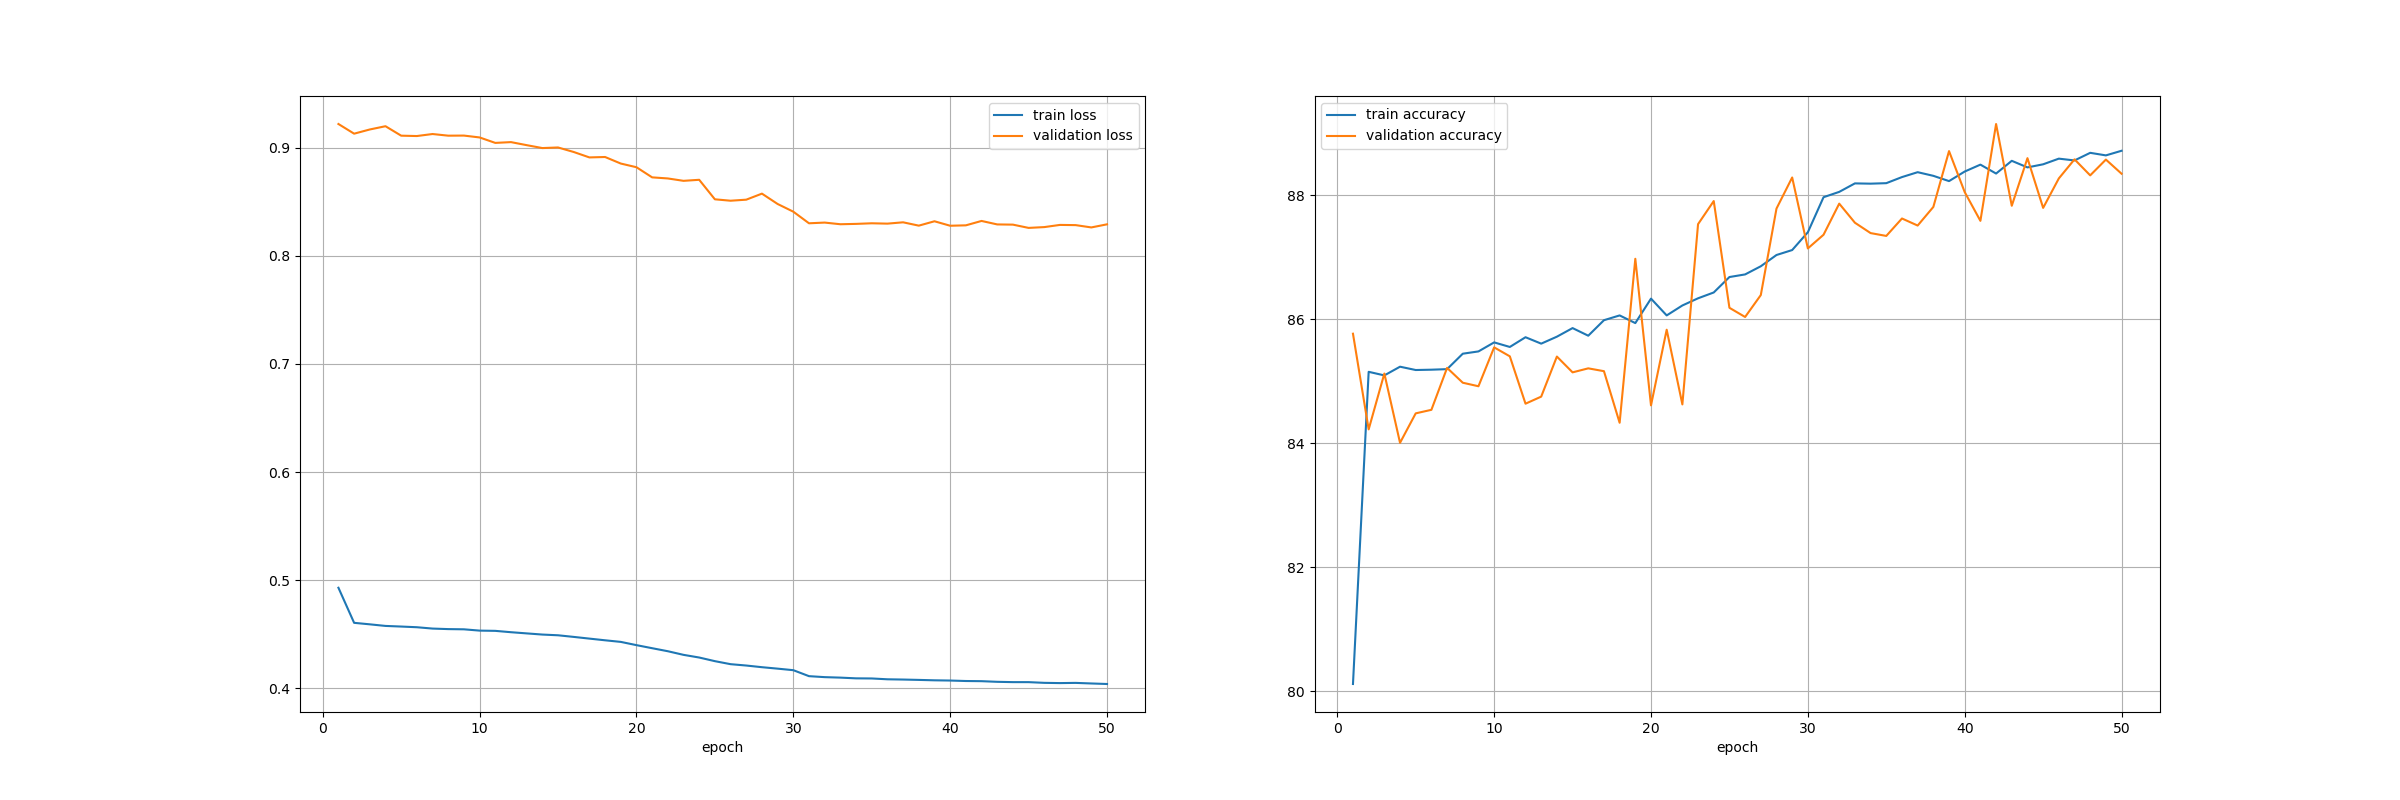 train loss
validation loss
0.9
0.8
0.7
0.6
0.5
0.4
0 10 20 30 40 50
epoch
train accuracy
validation accuracy
88
86
84
82
80
0 10 20 30 40 50
epoch